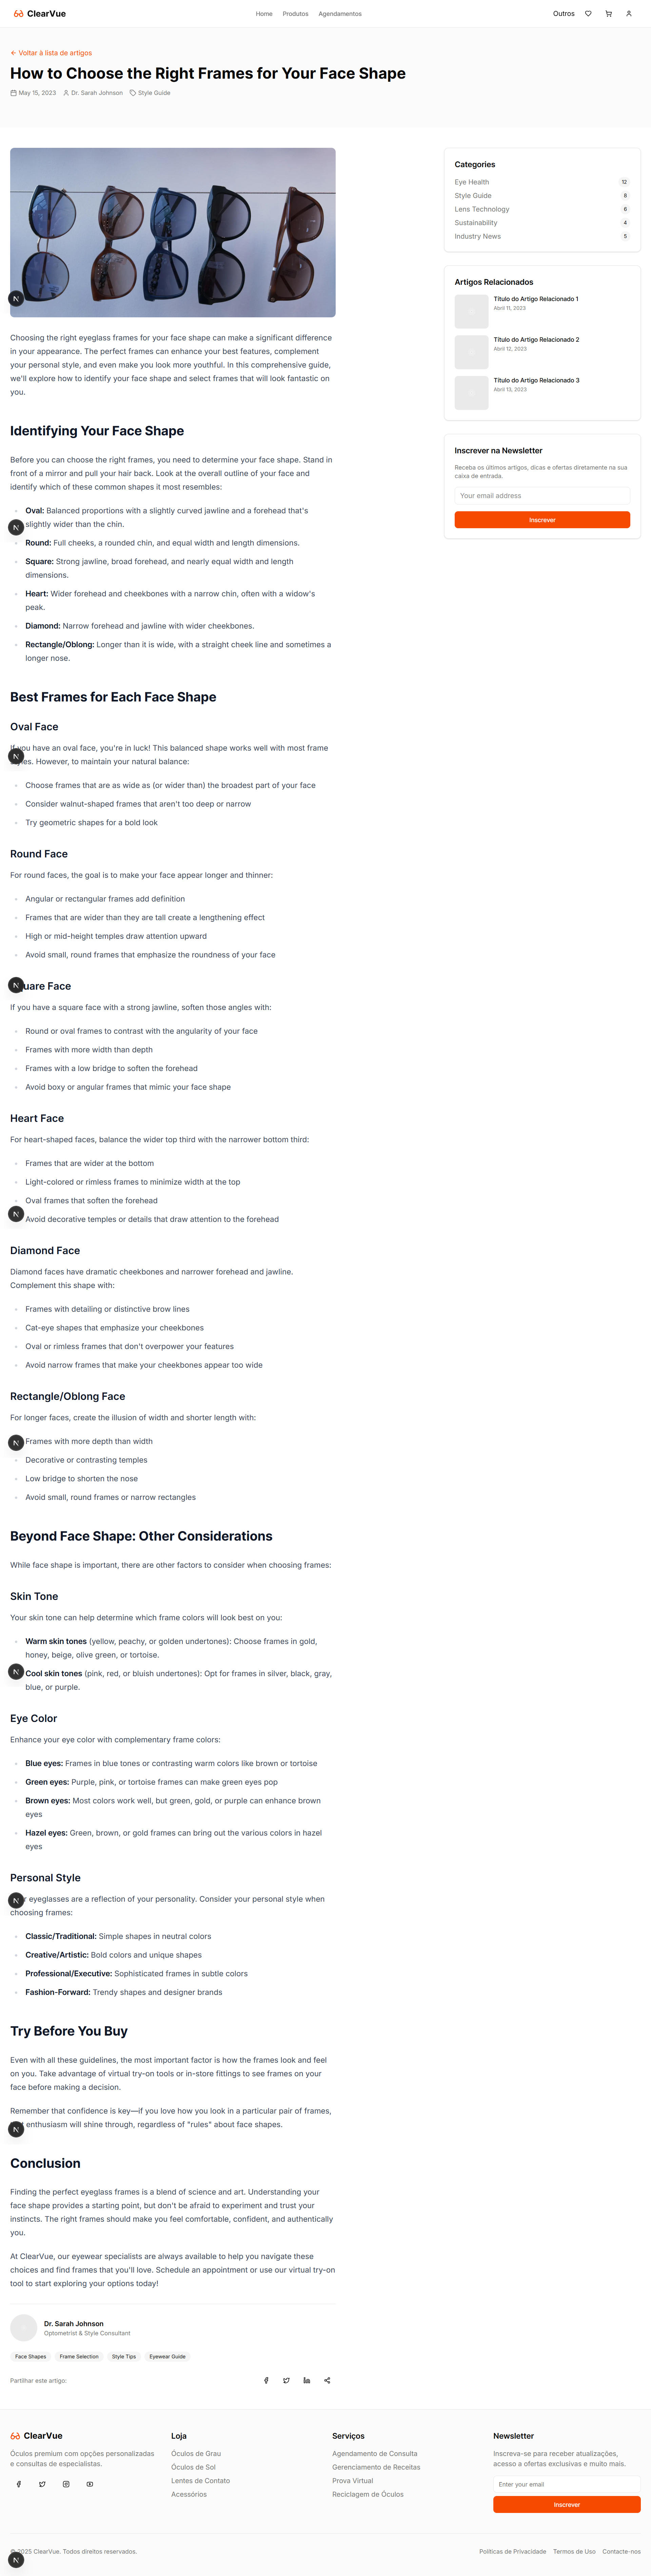 ClearVue
Home Produtos Agendamentos
Outros
Voltar à lista de artigos
How to Choose the Right Frames for Your Face Shape
May 15, 2023 Dr. Sarah Johnson Style Guide
Choosing the right eyeglass frames for your face shape can make a significant difference
in your appearance. The perfect frames can enhance your best features, complement
your personal style, and even make you look more youthful. In this comprehensive guide,
we'll explore how to identify your face shape and select frames that will look fantastic on
you.
Identifying Your Face Shape
Before you can choose the right frames, you need to determine your face shape. Stand in
front of a mirror and pull your hair back. Look at the overall outline of your face and
identify which of these common shapes it most resembles:
Oval: Balanced proportions with a slightly curved jawline and a forehead that's
slightly wider than the chin.
Round: Full cheeks, a rounded chin, and equal width and length dimensions.
Square: Strong jawline, broad forehead, and nearly equal width and length
dimensions.
Heart: Wider forehead and cheekbones with a narrow chin, often with a widow's
peak.
Diamond: Narrow forehead and jawline with wider cheekbones.
Rectangle/Oblong: Longer than it is wide, with a straight cheek line and sometimes a
longer nose.
Best Frames for Each Face Shape
Oval Face
If you have an oval face, you're in luck! This balanced shape works well with most frame
styles. However, to maintain your natural balance:
Choose frames that are as wide as (or wider than) the broadest part of your face
Consider walnut-shaped frames that aren't too deep or narrow
Try geometric shapes for a bold look
Round Face
For round faces, the goal is to make your face appear longer and thinner:
Angular or rectangular frames add definition
Frames that are wider than they are tall create a lengthening effect
High or mid-height temples draw attention upward
Avoid small, round frames that emphasize the roundness of your face
Square Face
If you have a square face with a strong jawline, soften those angles with:
Round or oval frames to contrast with the angularity of your face
Frames with more width than depth
Frames with a low bridge to soften the forehead
Avoid boxy or angular frames that mimic your face shape
Heart Face
For heart-shaped faces, balance the wider top third with the narrower bottom third:
Frames that are wider at the bottom
Light-colored or rimless frames to minimize width at the top
Oval frames that soften the forehead
Avoid decorative temples or details that draw attention to the forehead
Diamond Face
Diamond faces have dramatic cheekbones and narrower forehead and jawline.
Complement this shape with:
Frames with detailing or distinctive brow lines
Cat-eye shapes that emphasize your cheekbones
Oval or rimless frames that don't overpower your features
Avoid narrow frames that make your cheekbones appear too wide
Rectangle/Oblong Face
For longer faces, create the illusion of width and shorter length with:
Frames with more depth than width
Decorative or contrasting temples
Low bridge to shorten the nose
Avoid small, round frames or narrow rectangles
Beyond Face Shape: Other Considerations
While face shape is important, there are other factors to consider when choosing frames:
Skin Tone
Your skin tone can help determine which frame colors will look best on you:
Warm skin tones (yellow, peachy, or golden undertones): Choose frames in gold,
honey, beige, olive green, or tortoise.
Cool skin tones (pink, red, or bluish undertones): Opt for frames in silver, black, gray,
blue, or purple.
Eye Color
Enhance your eye color with complementary frame colors:
Blue eyes: Frames in blue tones or contrasting warm colors like brown or tortoise
Green eyes: Purple, pink, or tortoise frames can make green eyes pop
Brown eyes: Most colors work well, but green, gold, or purple can enhance brown
eyes
Hazel eyes: Green, brown, or gold frames can bring out the various colors in hazel
eyes
Personal Style
eyeglasses are a reflection of your personality. Consider your personal style when
choosing frames:
Classic/Traditional: Simple shapes in neutral colors
Creative/Artistic: Bold colors and unique shapes
Professional/Executive: Sophisticated frames in subtle colors
Fashion-Forward: Trendy shapes and designer brands
Try Before You Buy
Even with all these guidelines, the most important factor is how the frames look and feel
on you. Take advantage of virtual try-on tools or in-store fittings to see frames on your
face before making a decision.
Remember that confidence is key—if you love how you look in a particular pair of frames,
enthusiasm will shine through, regardless of "rules" about face shapes.
Conclusion
Finding the perfect eyeglass frames is a blend of science and art. Understanding your
face shape provides a starting point, but don't be afraid to experiment and trust your
instincts. The right frames should make you feel comfortable, confident, and authentically
you.
At ClearVue, our eyewear specialists are always available to help you navigate these
choices and find frames that you'll love. Schedule an appointment or use our virtual try-on
tool to start exploring your options today!
Dr. Sarah Johnson
Optometrist & Style Consultant
Face Shapes Frame Selection Style Tips Eyewear Guide
Partilhar este artigo:
Categories
Eye Health 12
Style Guide 8
Lens Technology 6
Sustainability 4
Industry News 5
Artigos Relacionados
Título do Artigo Relacionado 1
Abril 11, 2023
Título do Artigo Relacionado 2
Abril 12, 2023
Título do Artigo Relacionado 3
Abril 13, 2023
Inscrever na Newsletter
Receba os últimos artigos, dicas e ofertas diretamente na sua
caixa de entrada.
Your email address
Inscrever
ClearVue
Óculos premium com opções personalizadas
e consultas de especialistas.
Loja
Óculos de Grau
Óculos de Sol
Lentes de Contato
Acessórios
Serviços
Agendamento de Consulta
Gerenciamento de Receitas
Prova Virtual
Reciclagem de Óculos
Newsletter
Inscreva-se para receber atualizações,
acesso a ofertas exclusivas e muito mais.
Enter your email
Inscrever
© 2025 ClearVue. Todos direitos reservados.
Políticas de Privacidade Termos de Uso Contacte-nos